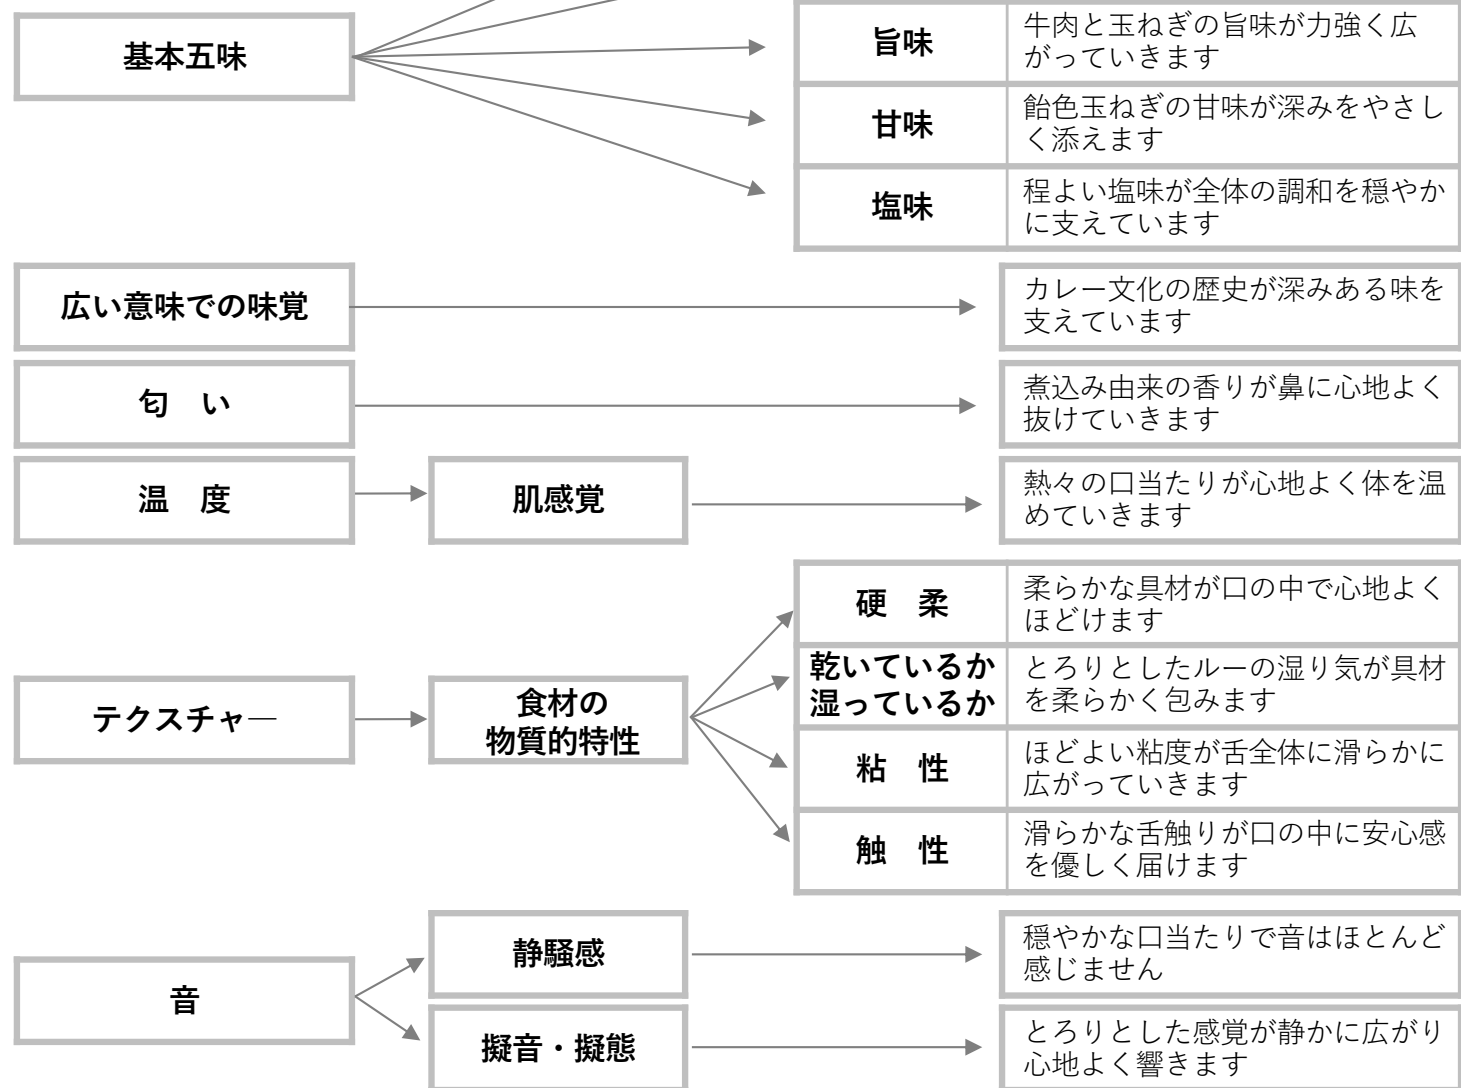 基本五味
旨味
牛肉と玉ねぎの旨味が力強く広
がっていきます
甘味
飴色玉ねぎの甘味が深みをやさし
く添えます
塩味
程よい塩味が全体の調和を穏やか
に支えています
広い意味での味覚
カレー文化の歴史が深みある味を
支えています
匂　い
煮込み由来の香りが鼻に心地よく
抜けていきます
温　度
肌感覚
熱々の口当たりが心地よく体を温
めていきます
テクスチャ―
食材の
物質的特性
硬　柔
柔らかな具材が口の中で心地よく
ほどけます
乾いているか
湿っているか
とろりとしたルーの湿り気が具材
を柔らかく包みます
粘　性
ほどよい粘度が舌全体に滑らかに
広がっていきます
触　性
滑らかな舌触りが口の中に安心感
を優しく届けます
音
静騒感
穏やかな口当たりで音はほとんど
感じません
擬音・擬態
とろりとした感覚が静かに広がり
心地よく響きます